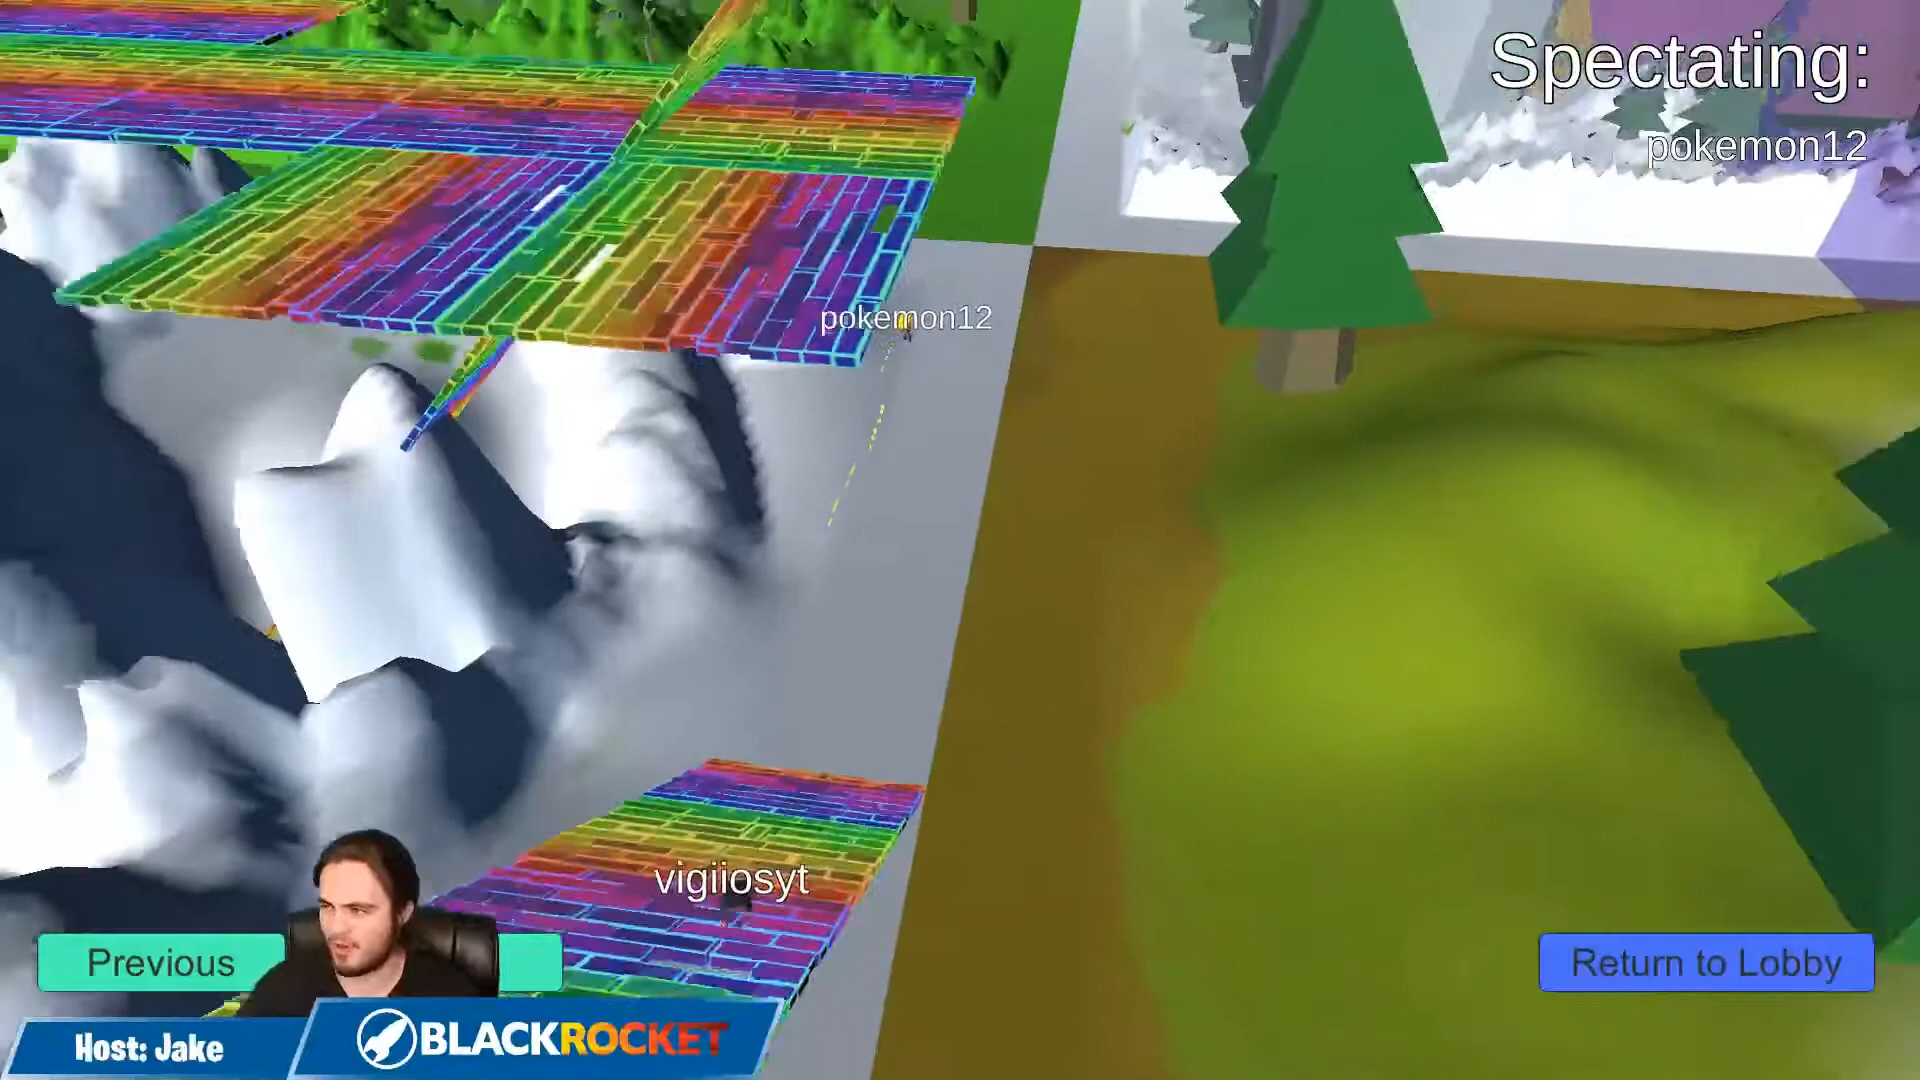 Spectating:
pokemon12
pokemon12
vigiiosyt
Previous
Return to Lobby
Host: Jake
BLACKROCKET